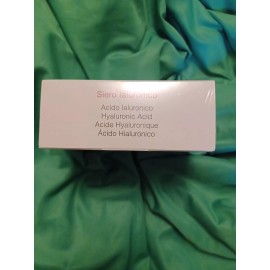 Siero Ialuronico
Acido Ialuronico
Hyaluronic Acid
Acide Hyaluronique
Ácido Hialurónico